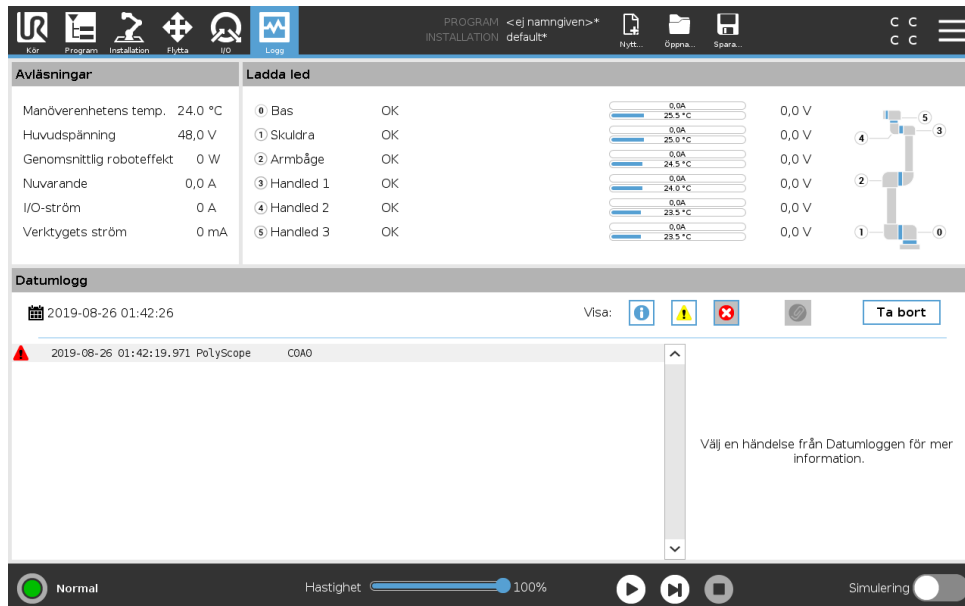 PROGRAM <ej namngiven>*
INSTALLATION default*
Kör Program Installation Flytta I/O Logg Nytt... Öppna... Spara... C C
C C
Avläsningar Ladda led
Manöverenhetens temp. 24.0 °C
Huvudspänning 48,0 V
Genomsnittlig roboteffekt 0 W
Nuvarande 0,0 A
I/O-ström 0 A
Verktygets ström 0 mA
0 Bas OK 0,0A 25.5 °C 0,0 V
1 Skuldra OK 0,0A 25.0 °C 0,0 V
2 Armbåge OK 0,0A 24.5 °C 0,0 V
3 Handled 1 OK 0,0A 24.0 °C 0,0 V
4 Handled 2 OK 0,0A 23.5 °C 0,0 V
5 Handled 3 OK 0,0A 23.5 °C 0,0 V
5
4 3
2
1 0
Datumlogg
2019-08-26 01:42:26 Visa: Ta bort
2019-08-26 01:42:19.971 PolyScope C0A0
Välj en händelse från Datumloggen för mer
information.
Normal Hastighet 100% Simulering